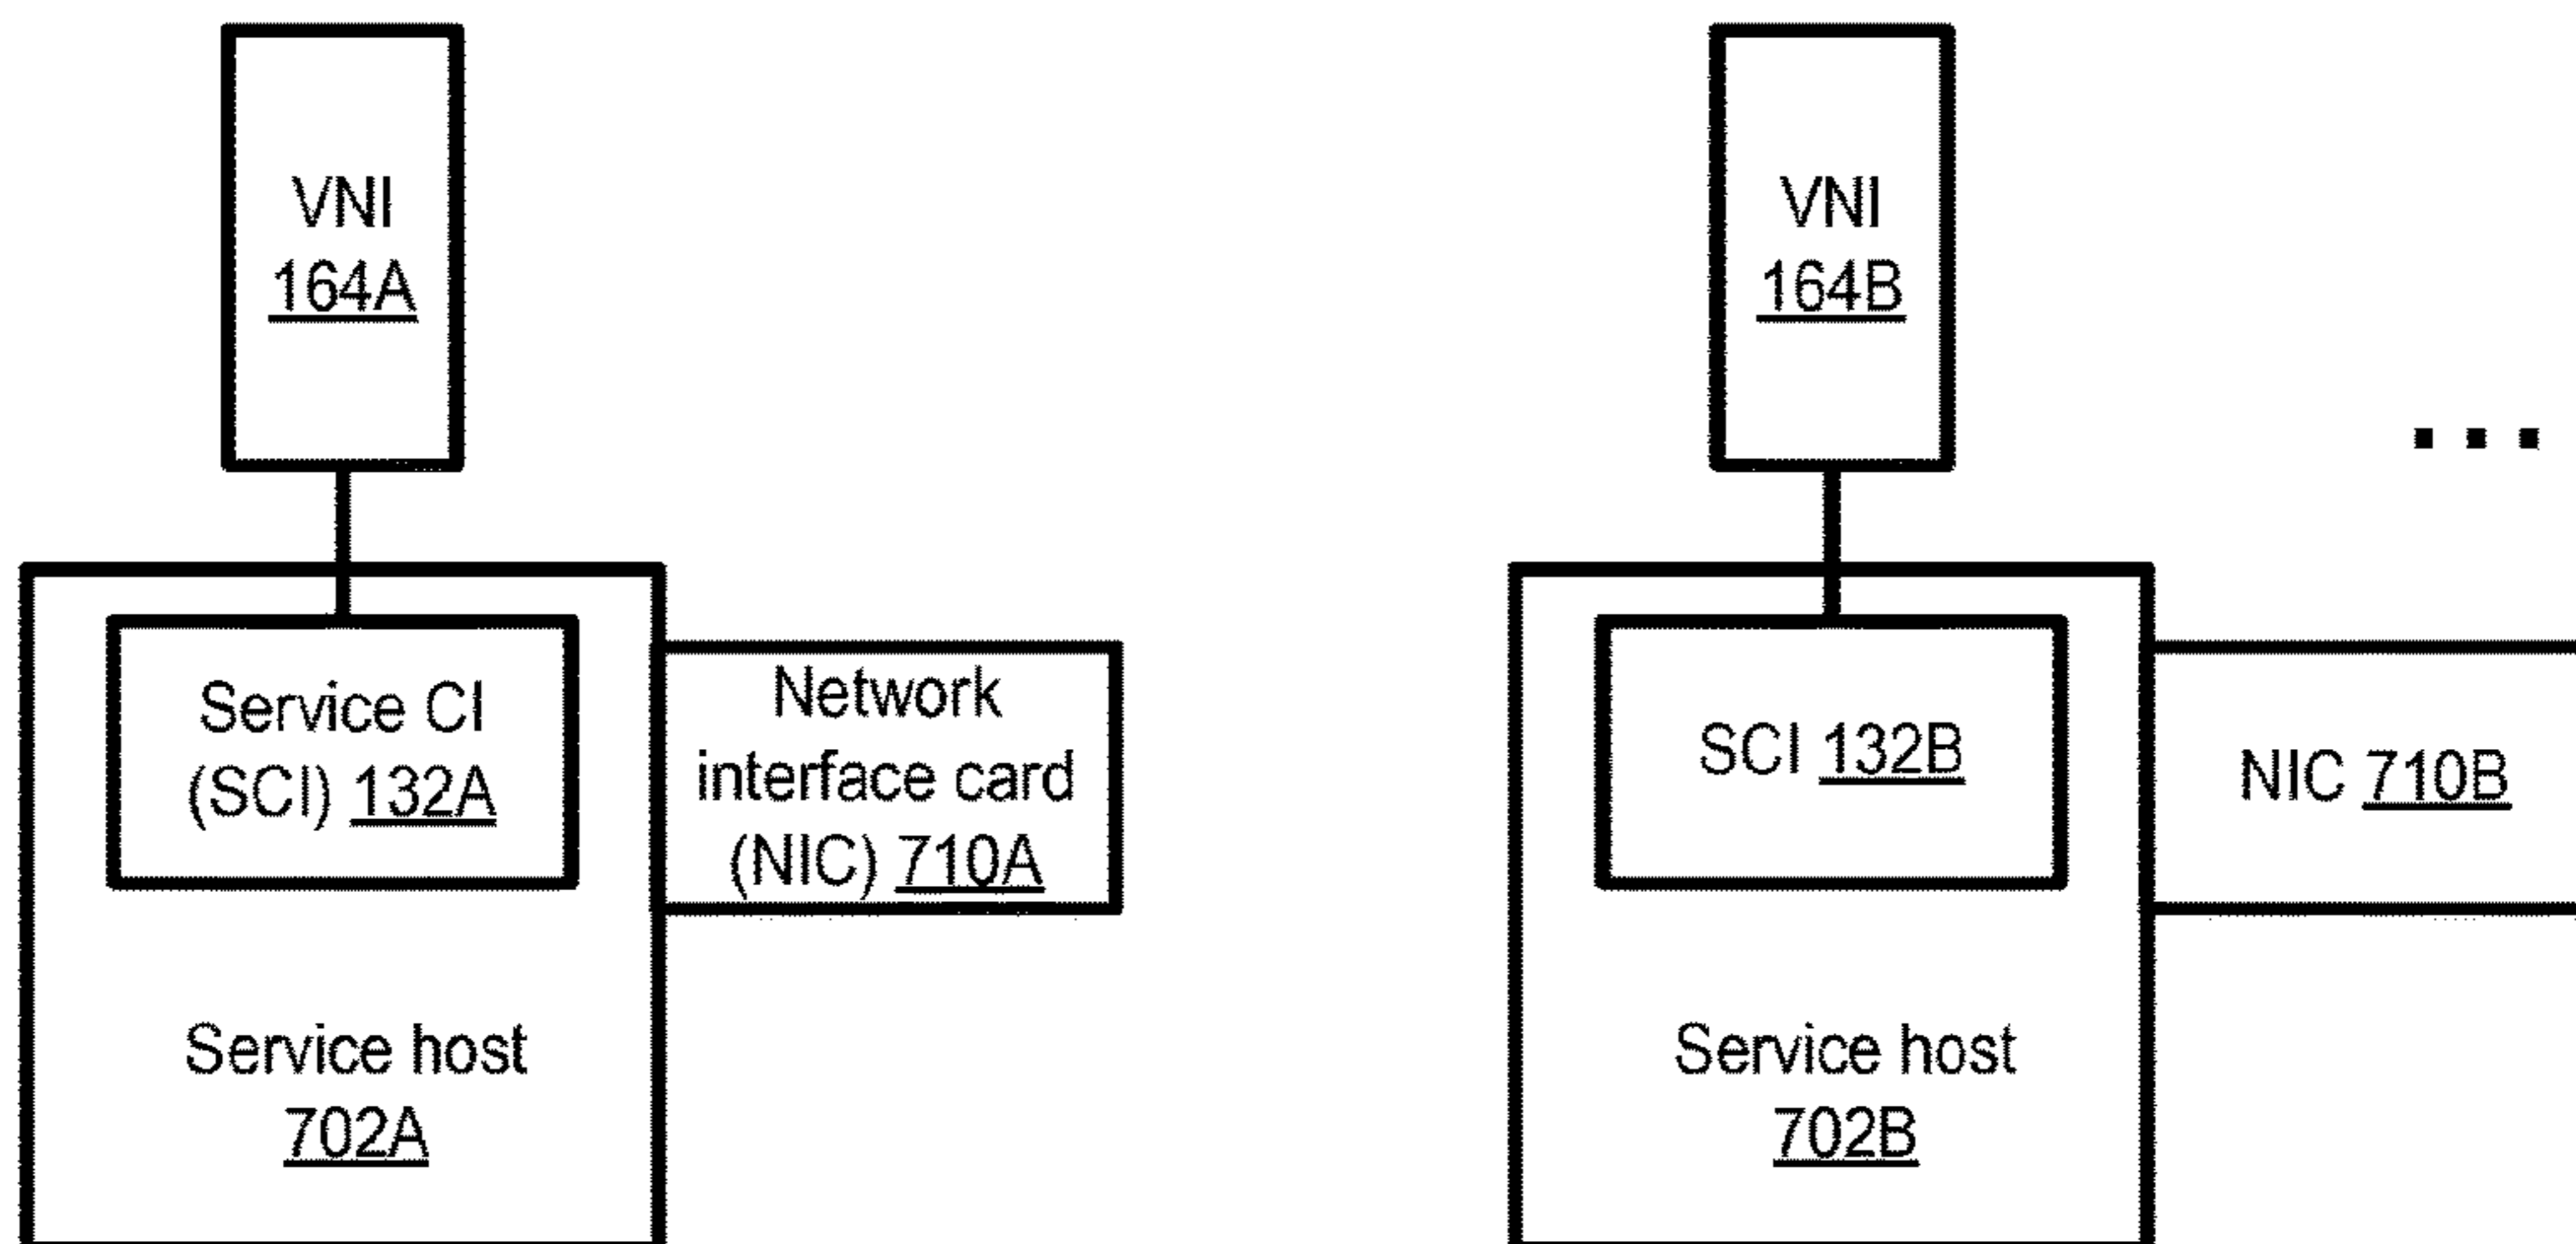 VNI
164A
Service CI
(SCI) 132A
Network
interface card
(NIC) 710A
Service host
702A
VNI
164B
...
SCI 132B
NIC 710B
Service host
702B